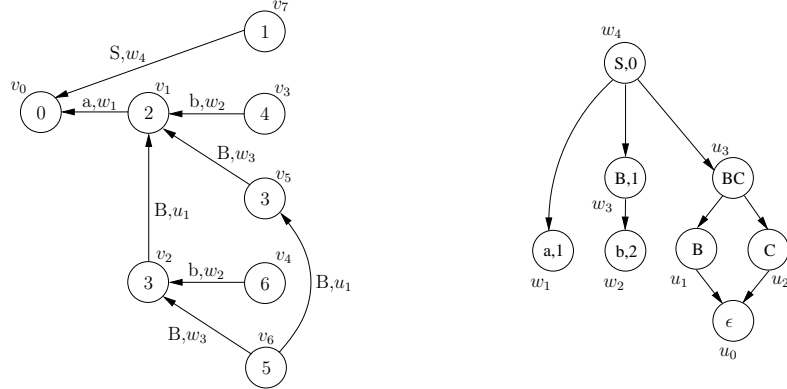 v₇
1
S,w₄
v₀
0
a,w₁
v₁
2
b,w₂
v₃
4
B,w₃
v₅
3
B,u₁
v₂
3
b,w₂
v₄
6
B,u₁
B,w₃
v₆
5
w₄
S,0
u₃
B,1
BC
w₃
a,1
b,2
B
C
w₁
w₂
u₁
u₂
ϵ
u₀